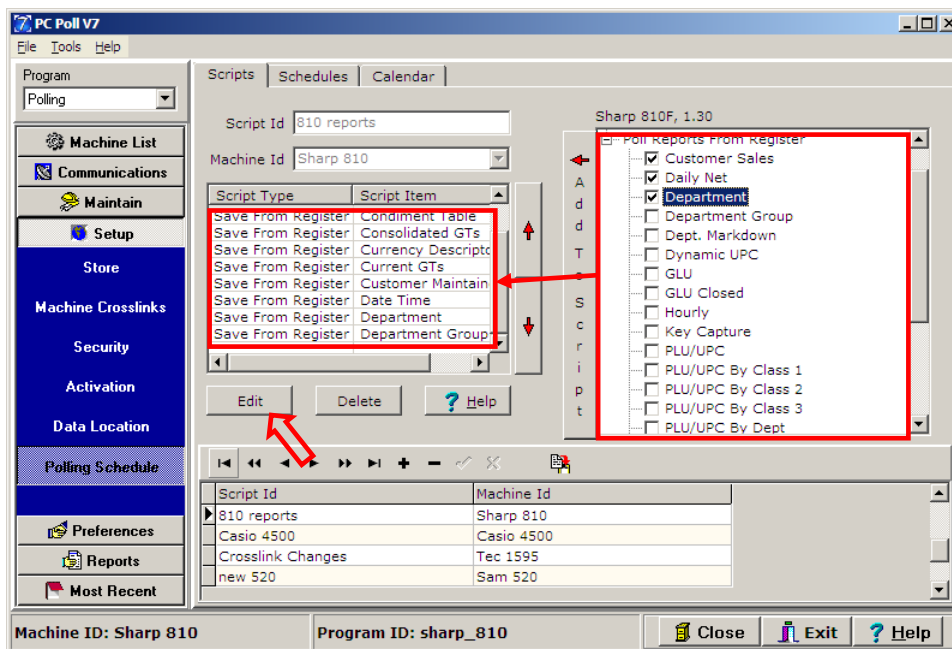 PC Poll V7
File Tools Help
Program
Polling
Machine List
Communications
Maintain
Setup
Store
Machine Crosslinks
Security
Activation
Data Location
Polling Schedule
Preferences
Reports
Most Recent
Scripts Schedules Calendar
Script Id 810 reports
Machine Id Sharp 810
Script Type Script Item
Save From Register Condiment Table
Save From Register Consolidated GTs
Save From Register Currency Descripto
Save From Register Current GTs
Save From Register Customer Maintain
Save From Register Date Time
Save From Register Department
Save From Register Department Group
Edit Delete ? Help
Add To Script
Sharp 810F, 1.30
Poll Reports From Register
Customer Sales
Daily Net
Department
Department Group
Dept. Markdown
Dynamic UPC
GLU
GLU Closed
Hourly
Key Capture
PLU/UPC
PLU/UPC By Class 1
PLU/UPC By Class 2
PLU/UPC By Class 3
PLU/UPC By Dept
Script Id Machine Id
810 reports Sharp 810
Casio 4500 Casio 4500
Crosslink Changes Tec 1595
new 520 Sam 520
Machine ID: Sharp 810 Program ID: sharp_810 Close Exit ? Help